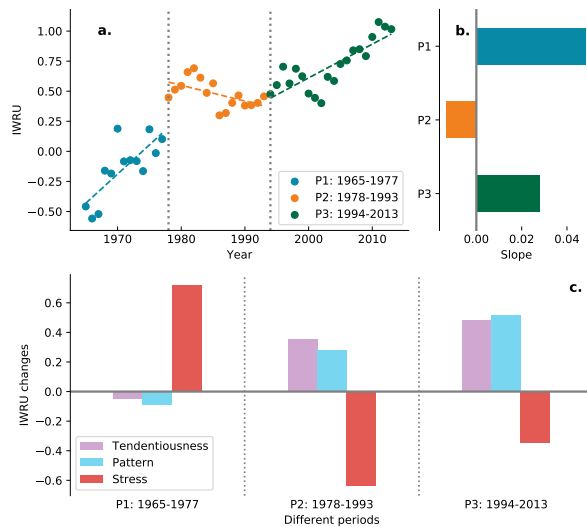 a.
1.00
0.75
0.50
0.25
0.00
−0.25
−0.50
IWRU
1970
1980
1990
2000
2010
Year
P1: 1965-1977
P2: 1978-1993
P3: 1994-2013
b.
P1
P2
P3
0.00
0.02
0.04
Slope
c.
0.6
0.4
0.2
0.0
−0.2
−0.4
−0.6
IWRU changes
Tendentiousness
Pattern
Stress
P1: 1965-1977
P2: 1978-1993
P3: 1994-2013
Different periods